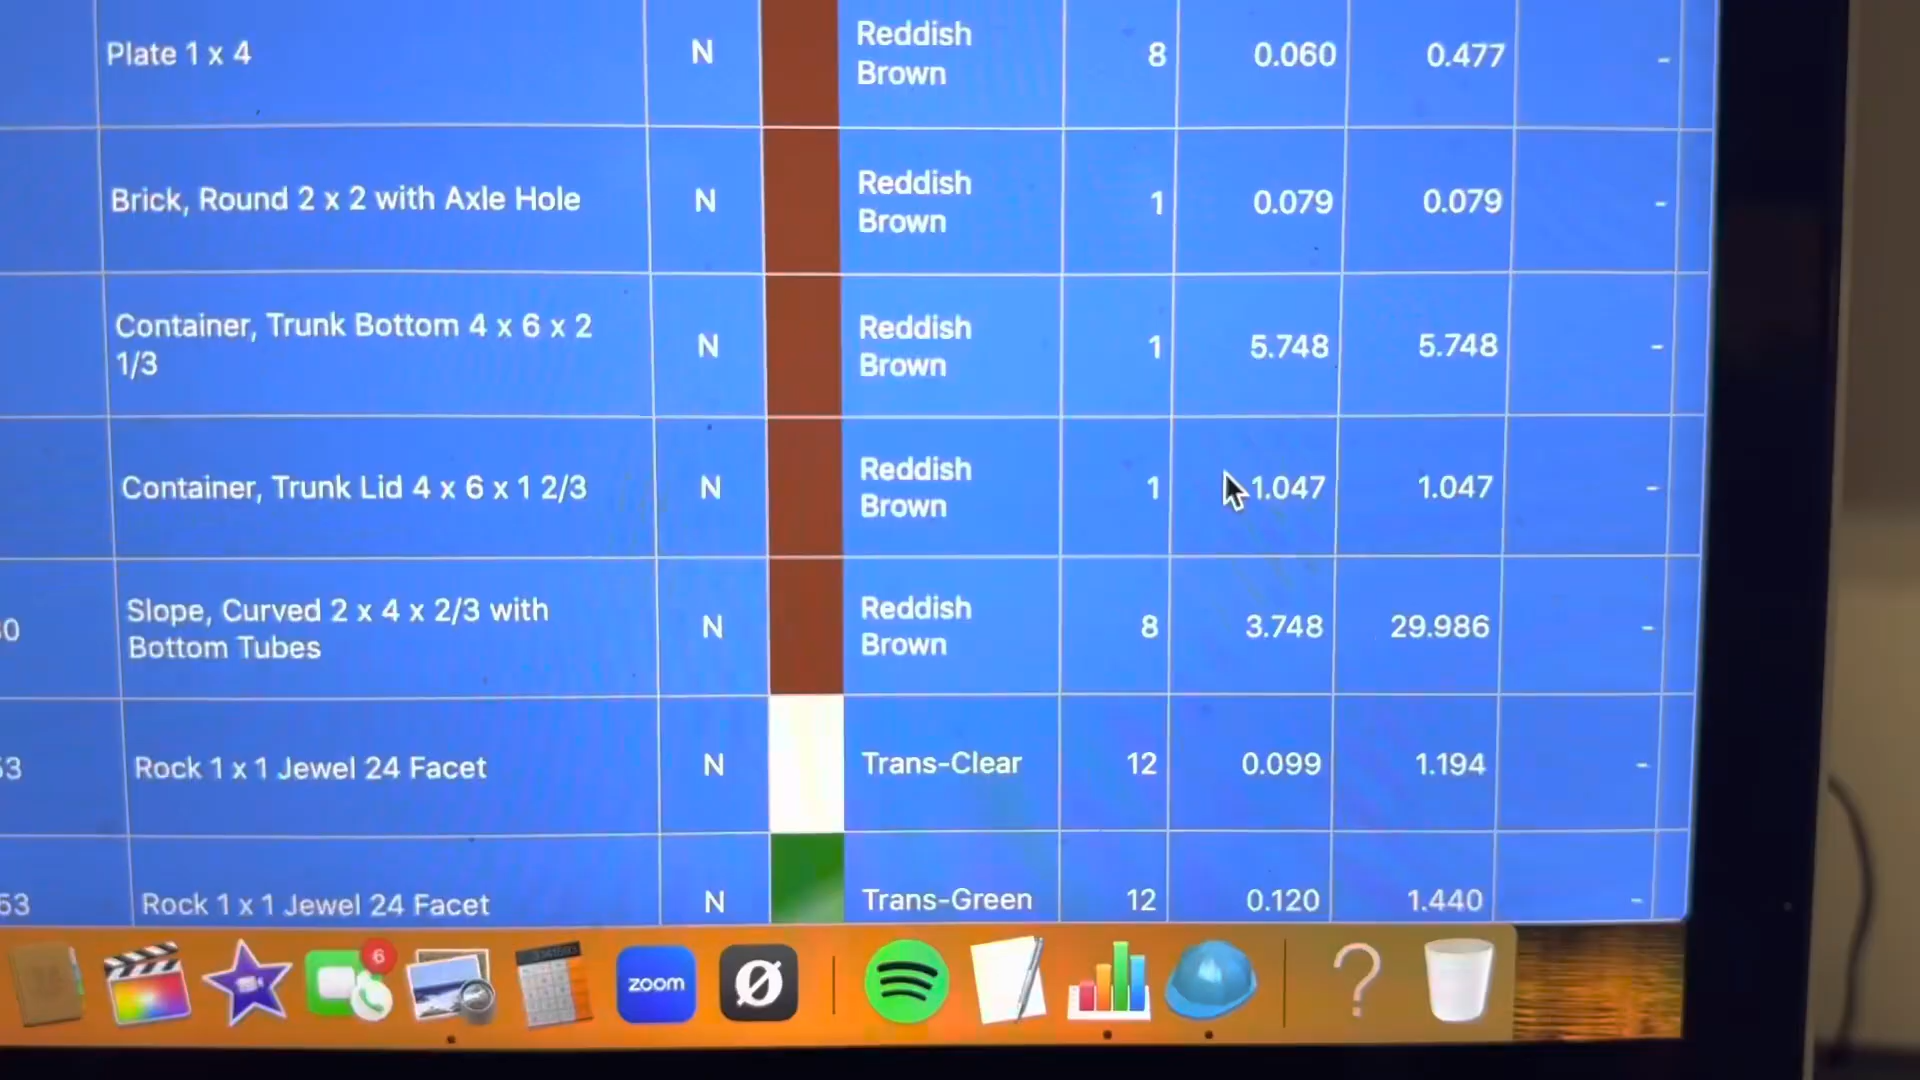 Plate 1 x 4 N Reddish Brown 8 0.060 0.477 -
Brick, Round 2 x 2 with Axle Hole N Reddish Brown 1 0.079 0.079 -
Container, Trunk Bottom 4 x 6 x 2 1/3 N Reddish Brown 1 5.748 5.748 -
Container, Trunk Lid 4 x 6 x 1 2/3 N Reddish Brown 1 1.047 1.047 -
Slope, Curved 2 x 4 x 2/3 with Bottom Tubes N Reddish Brown 8 3.748 29.986 -
53 Rock 1 x 1 Jewel 24 Facet N Trans-Clear 12 0.099 1.194 -
53 Rock 1 x 1 Jewel 24 Facet N Trans-Green 12 0.120 1.440 -
6
zoom
?